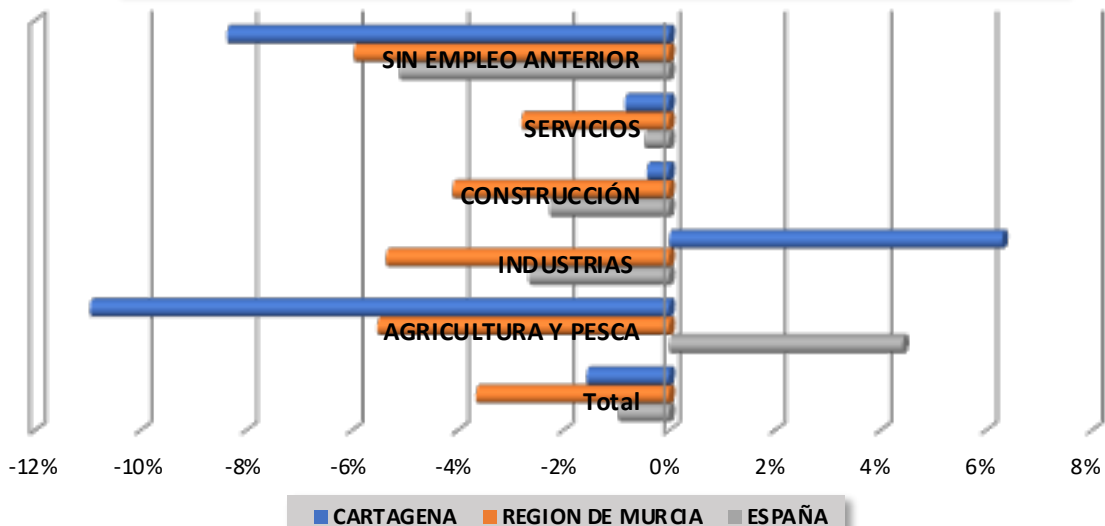 SIN EMPLEO ANTERIOR
SERVICIOS
CONSTRUCCIÓN
INDUSTRIAS
AGRICULTURA Y PESCA
Total
-12% -10% -8% -6% -4% -2% 0% 2% 4% 6% 8%
CARTAGENA REGION DE MURCIA ESPAÑA